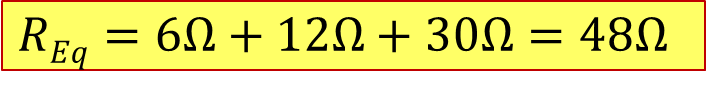 R_Eq = 6Ω + 12Ω + 30Ω = 48Ω